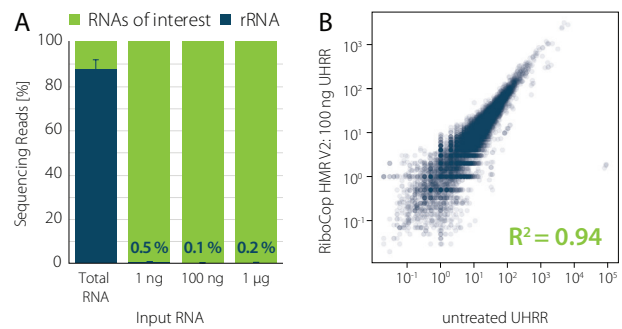 A
RNAs of interest
rRNA
Sequencing Reads [%]
100
80
60
40
20
0
0.5 %
0.1 %
0.2 %
Total RNA
1 ng
100 ng
1 µg
Input RNA
B
RiboCop HMR V2: 100 ng UHRR
10³
10²
10¹
10⁰
10⁻¹
R² = 0.94
10⁻¹
10⁰
10¹
10²
10³
10⁴
10⁵
untreated UHRR